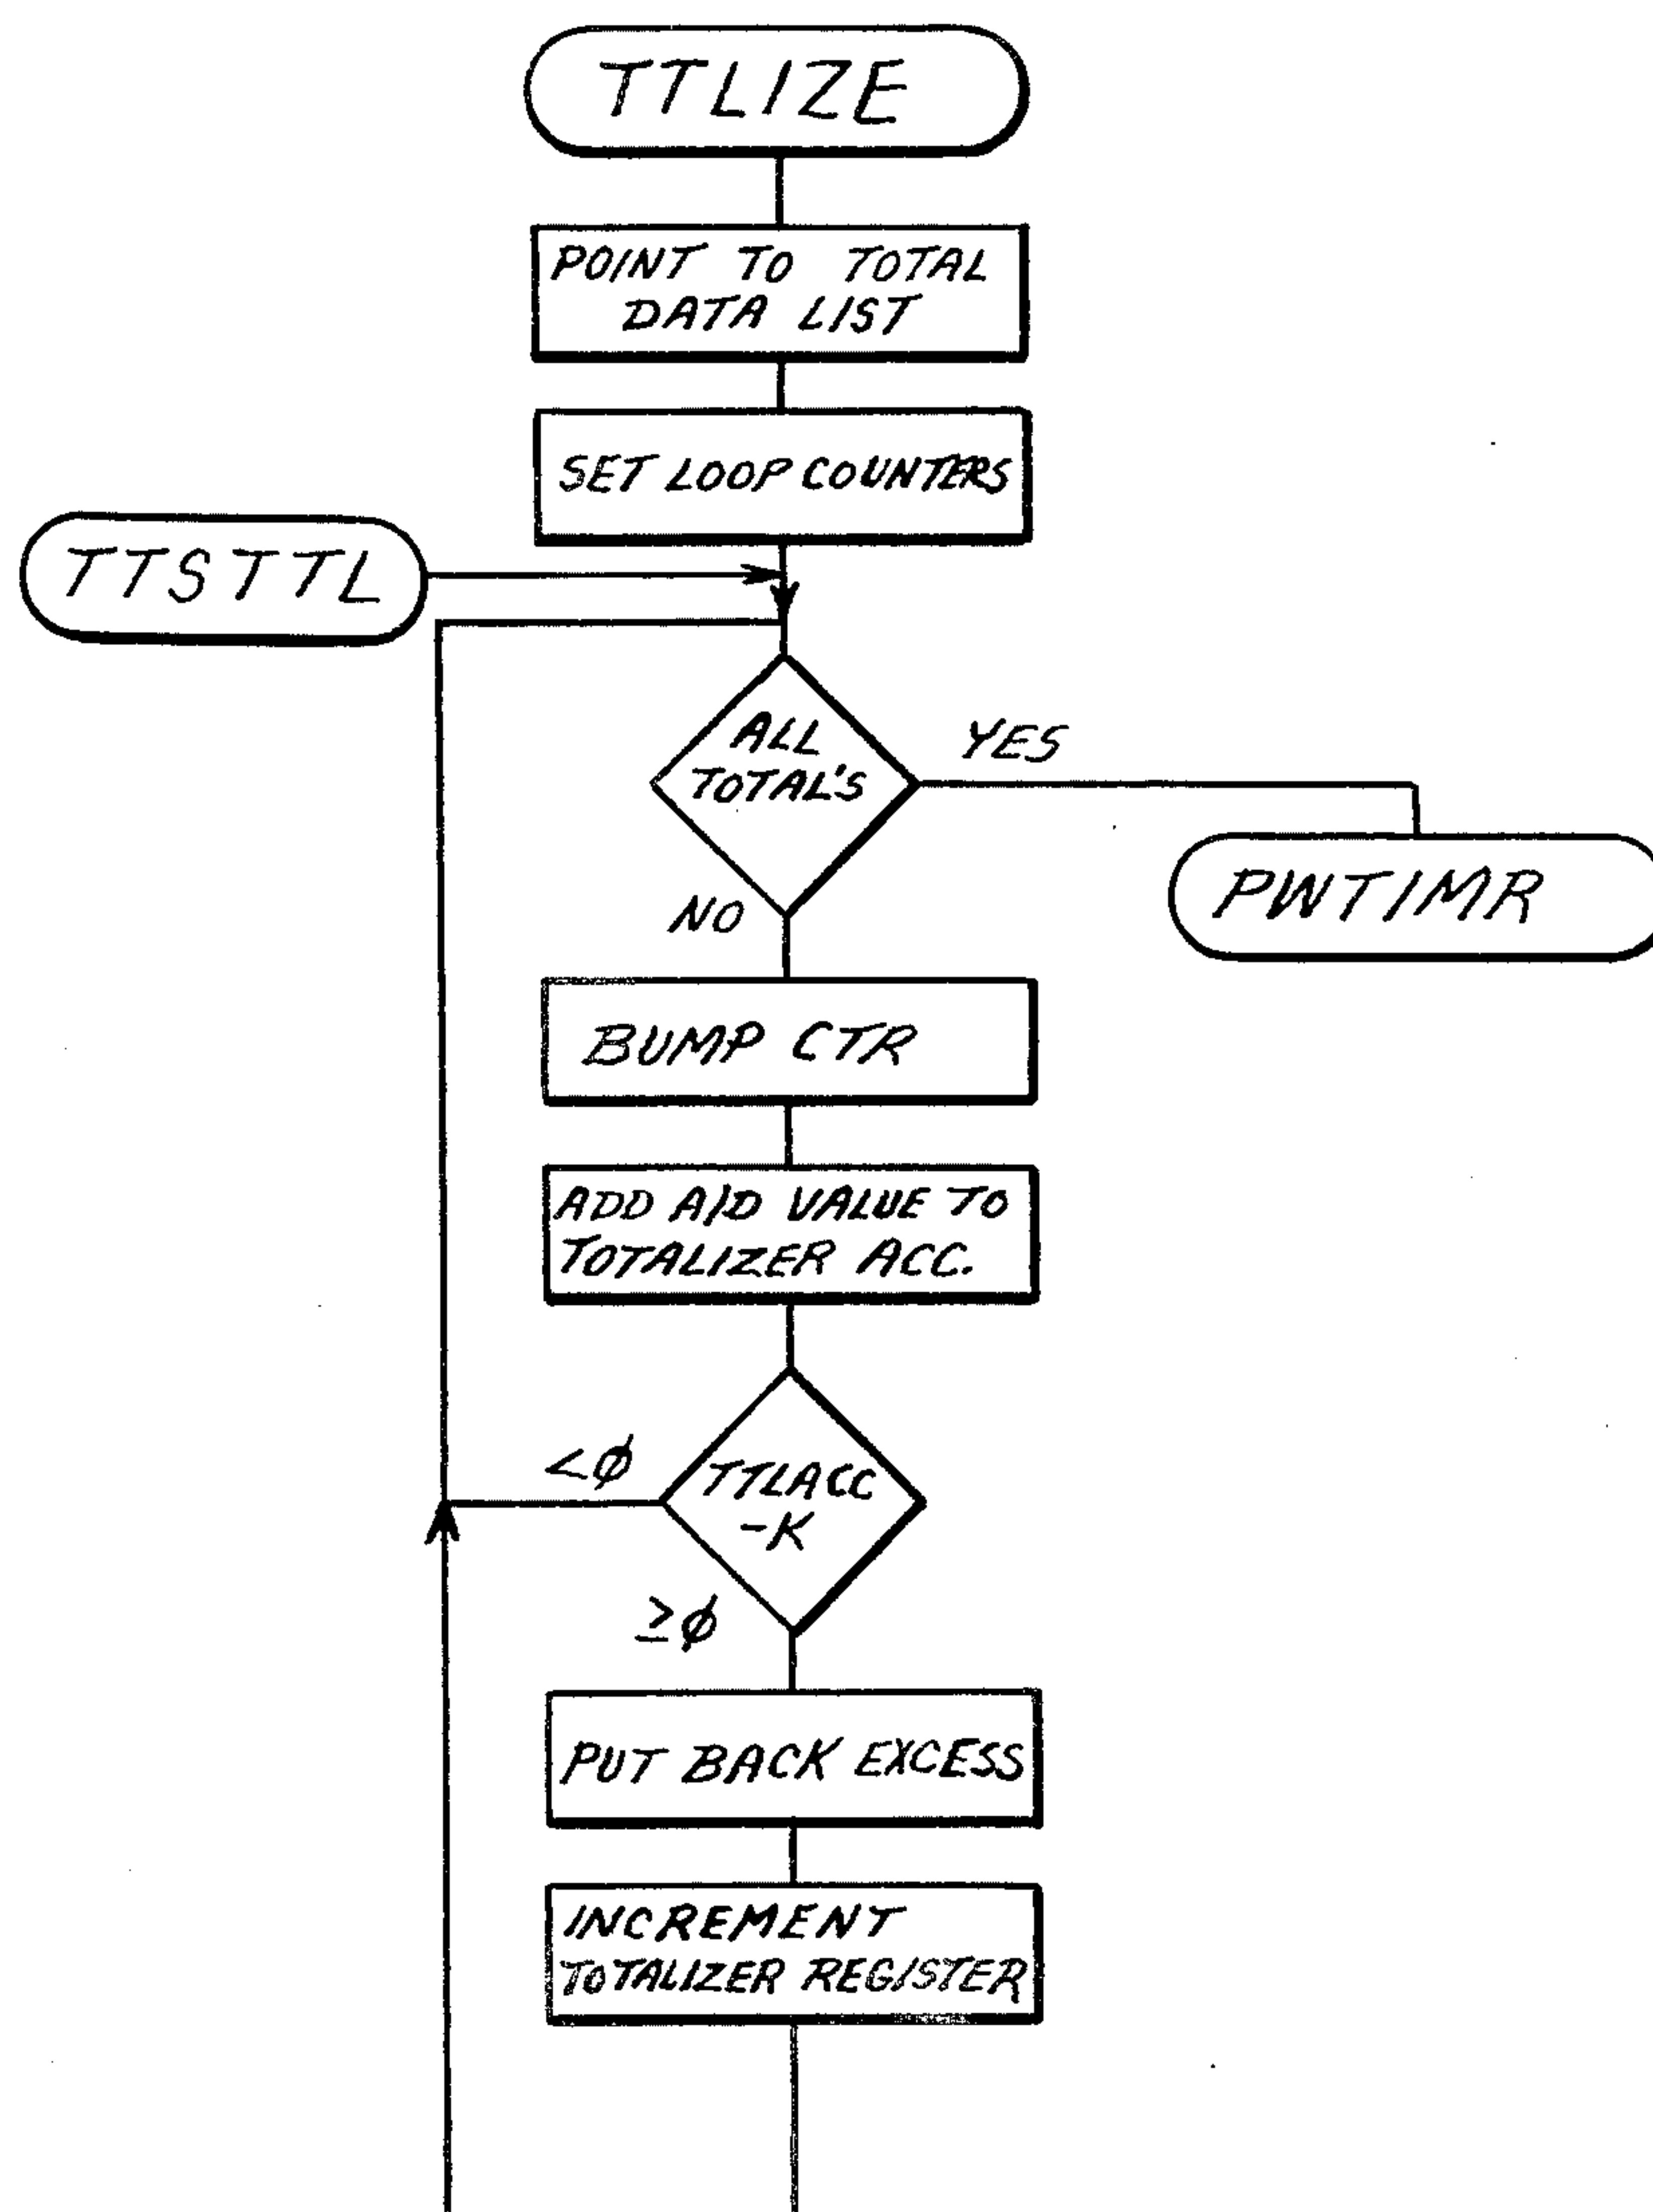 TTLIZE
POINT TO TOTAL
DATA LIST
SET LOOP COUNTERS
TTSTTL
ALL
TOTAL'S
YES
PWTIMR
NO
BUMP CTR
ADD A/D VALUE TO
TOTALIZER ACC.
<φ
TTLACC
-K
≥φ
PUT BACK EXCESS
INCREMENT
TOTALIZER REGISTER